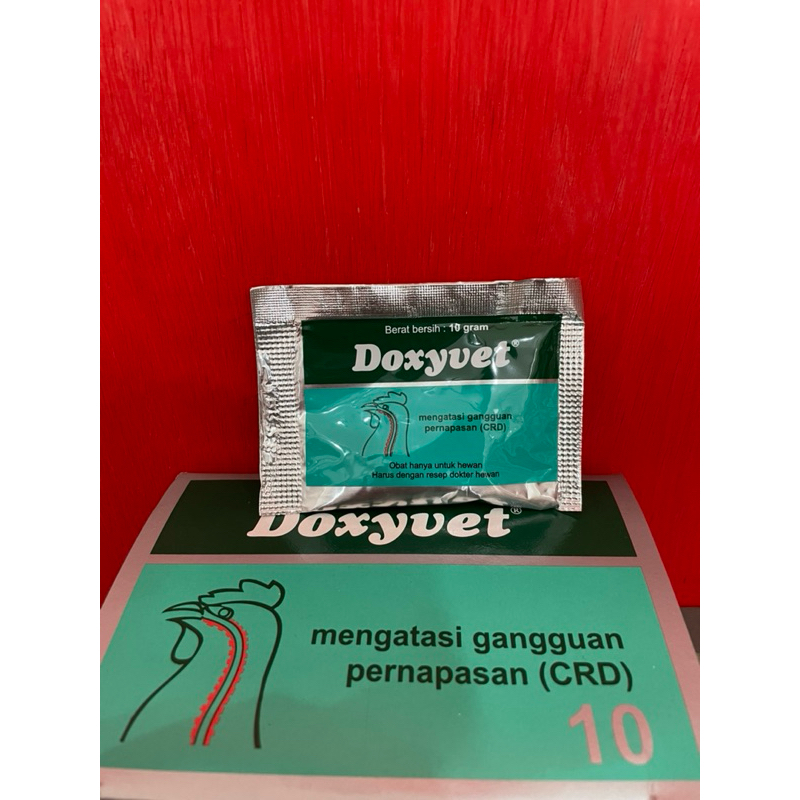 Berat bersih : 10 gram
Doxyvet®
mengatasi gangguan
pernapasan (CRD)
Obat hanya untuk hewan
Harus dengan resep dokter hewan
Doxyvet®
mengatasi gangguan
pernapasan (CRD)
10